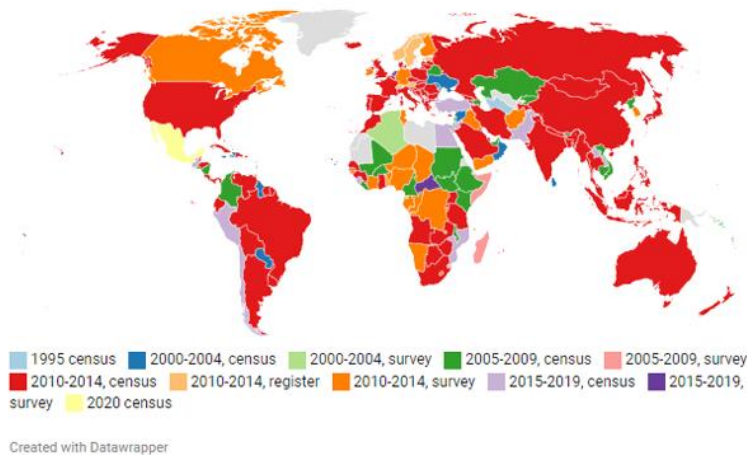 1995 census 2000-2004, census 2000-2004, survey 2005-2009, census 2005-2009, survey
2010-2014, census 2010-2014, register 2010-2014, survey 2015-2019, census 2015-2019,
survey 2020 census
Created with Datawrapper